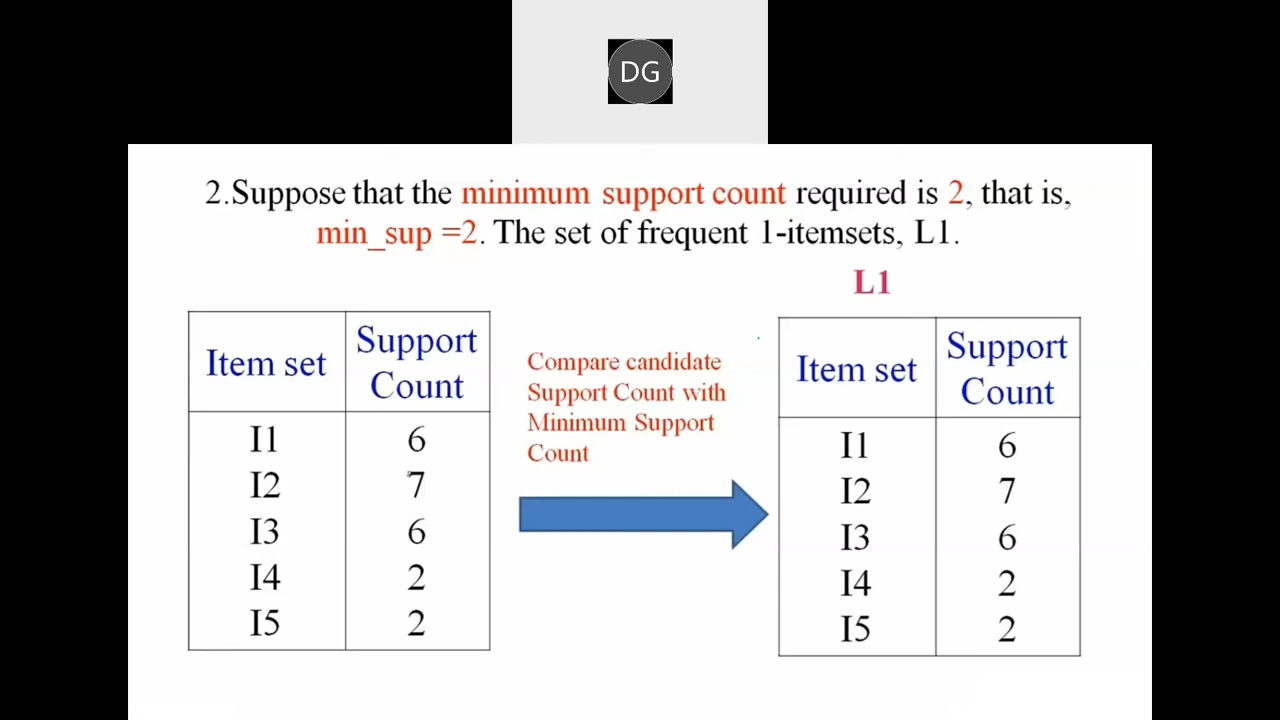 DG
2.Suppose that the minimum support count required is 2, that is,
min_sup =2. The set of frequent 1-itemsets, L1.
L1
Item set Support Count
I1 6
I2 7
I3 6
I4 2
I5 2
Compare candidate
Support Count with
Minimum Support
Count
Item set Support Count
I1 6
I2 7
I3 6
I4 2
I5 2